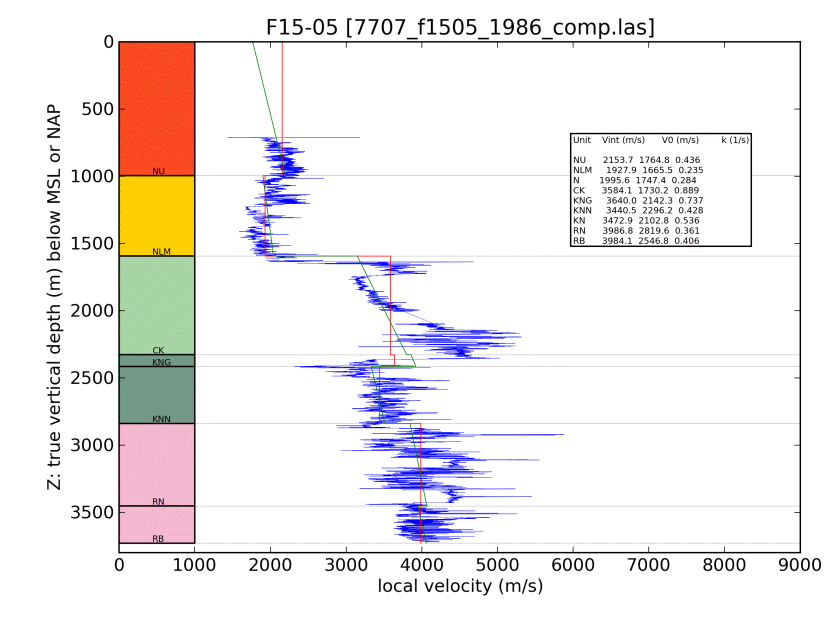 F15-05 [7707_f1505_1986_comp.las]
0
500
1000
1500
2000
2500
3000
3500
Z: true vertical depth (m) below MSL or NAP
NU
NLM
CK
KNG
KNN
RN
RB
Unit Vint (m/s) V0 (m/s) k (1/s)
NU 2153.7 1764.8 0.436
NLM 1927.9 1665.5 0.235
N 1995.6 1747.4 0.284
CK 3584.1 1730.2 0.889
KNG 3640.0 2142.3 0.737
KNN 3440.5 2296.2 0.428
KN 3472.9 2102.8 0.536
RN 3986.8 2819.6 0.361
RB 3984.1 2546.8 0.406
0 1000 2000 3000 4000 5000 6000 7000 8000 9000
local velocity (m/s)